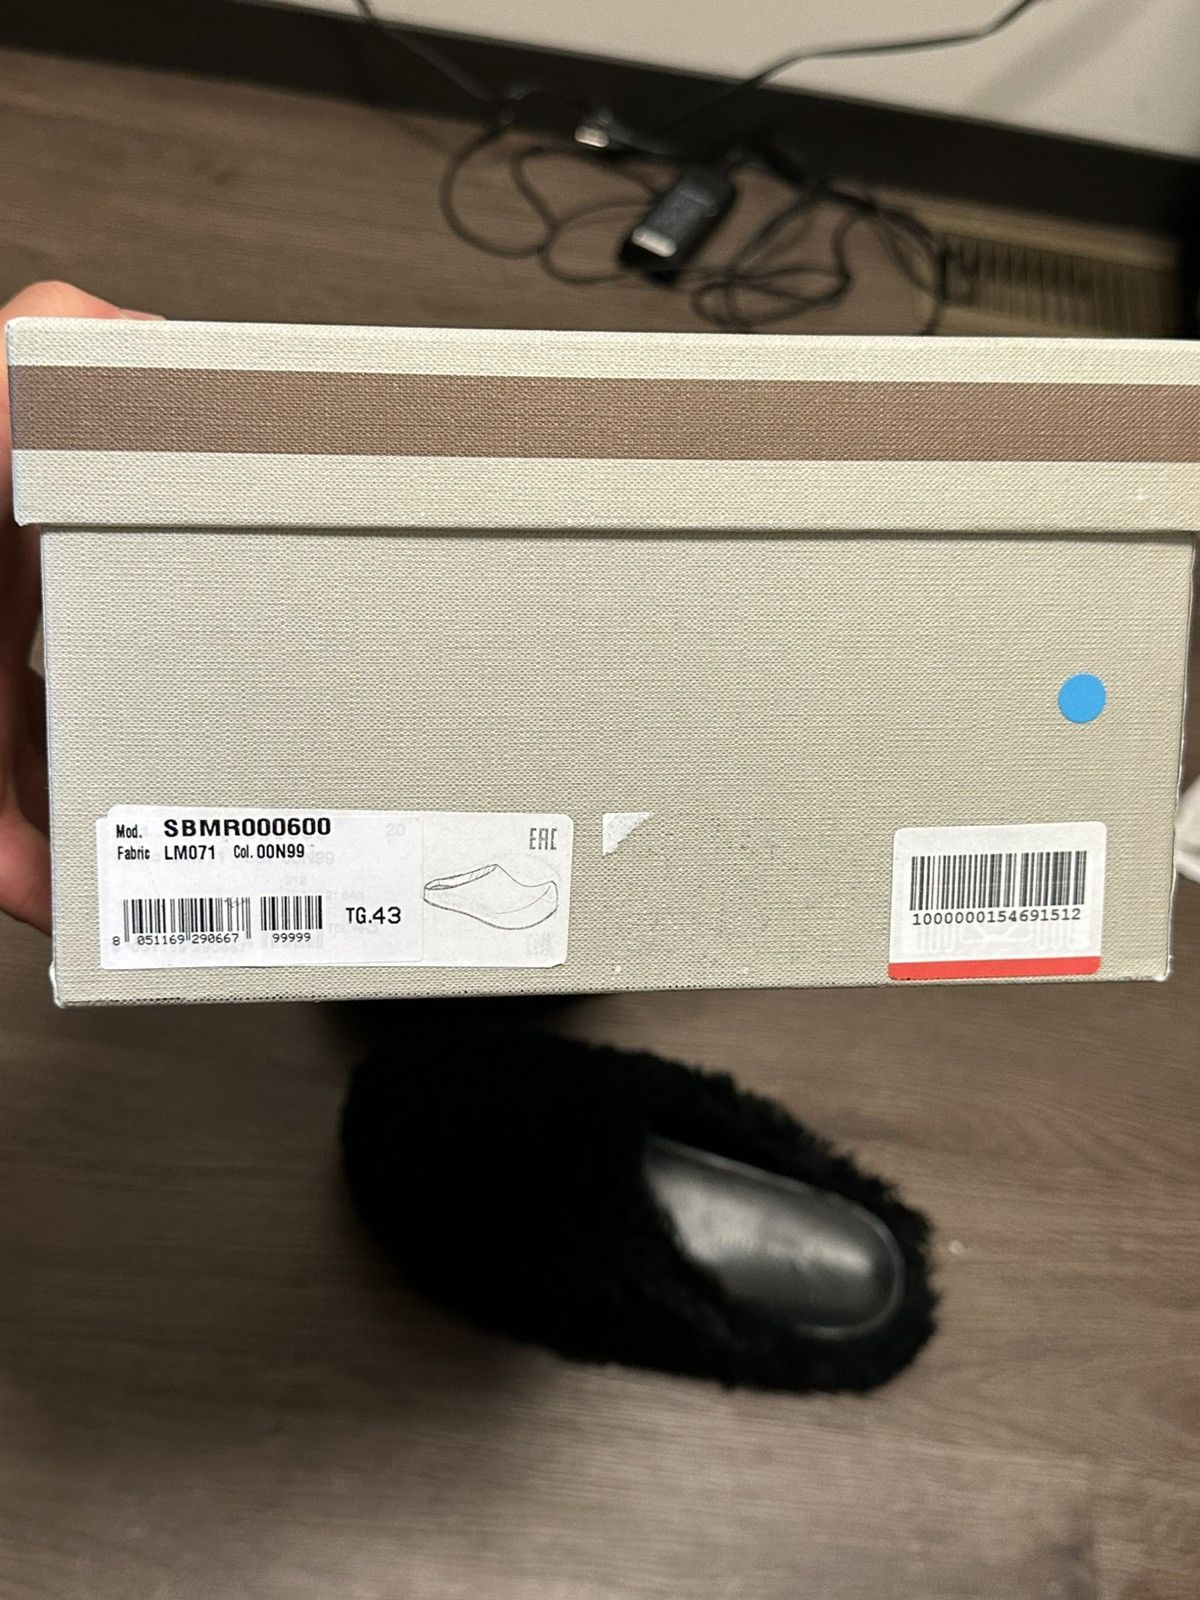 Mod. SBMR000600
Fabric LM071 Col. 00N99
8 051169 290667 99999
TG.43
EAC
1000000154691512